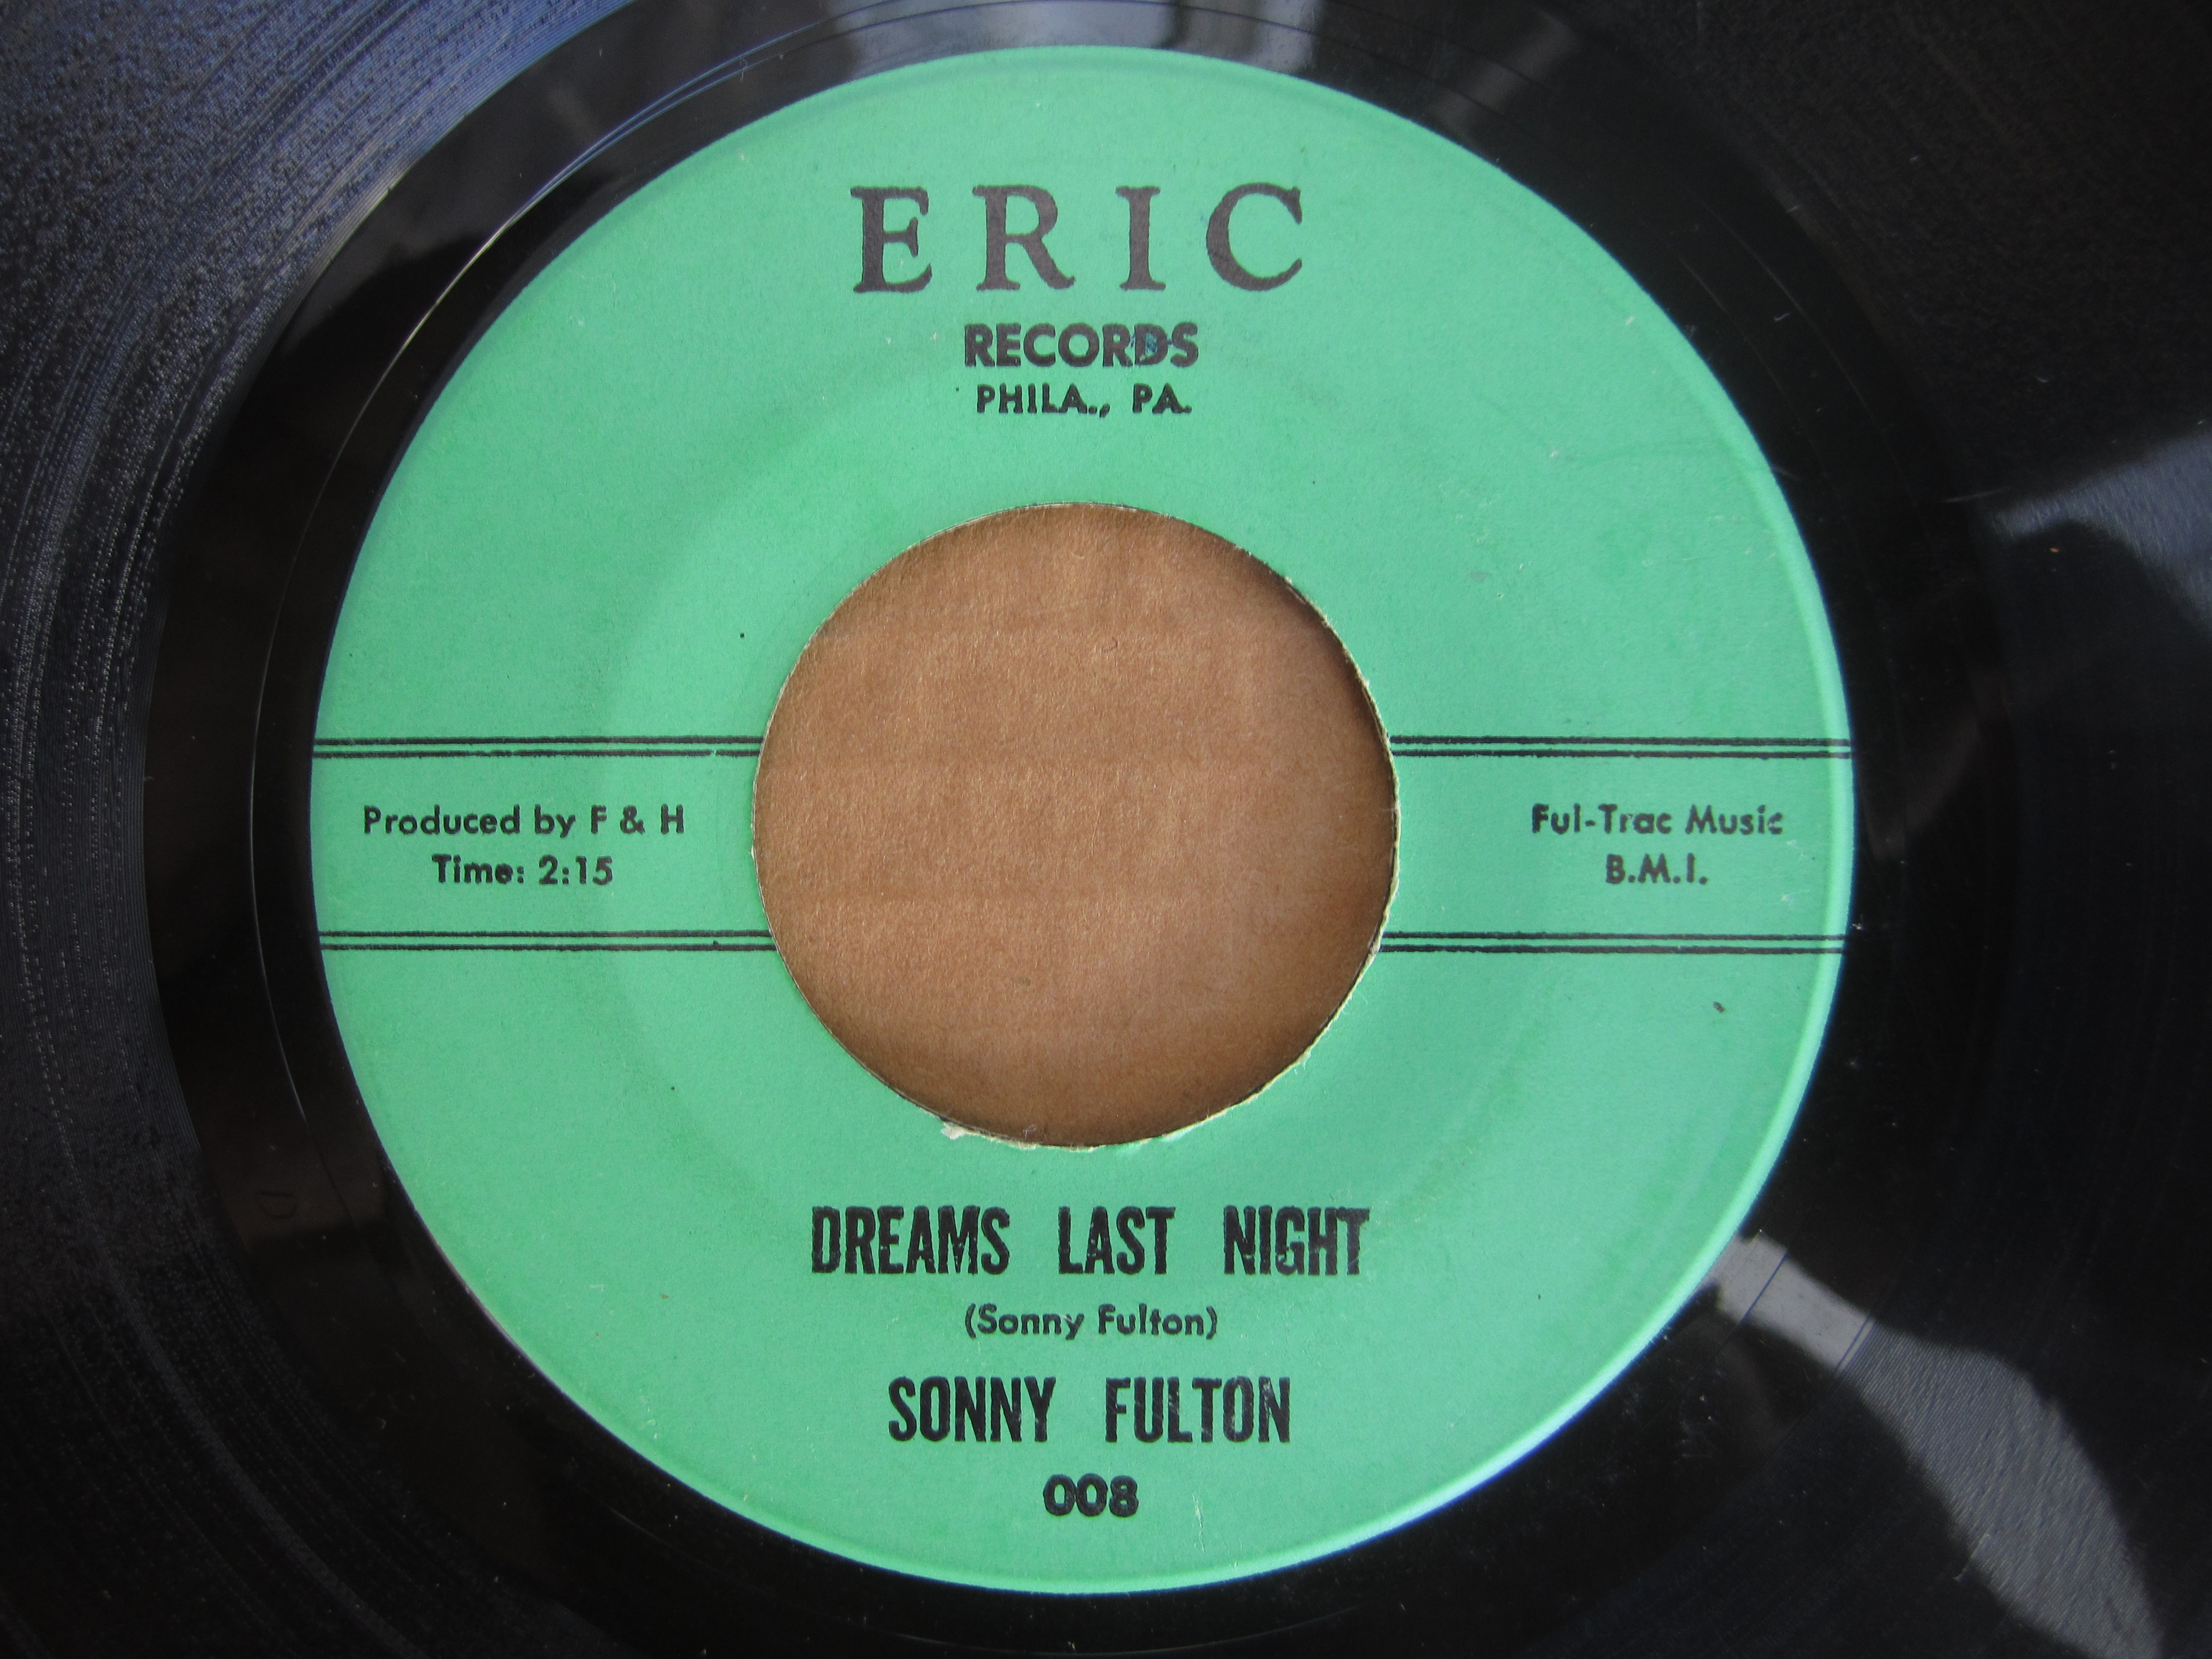 ERIC
RECORDS
PHILA., PA.
Produced by F & H
Time: 2:15
Ful-Trac Music
B.M.I.
DREAMS LAST NIGHT
(Sonny Fulton)
SONNY FULTON
008